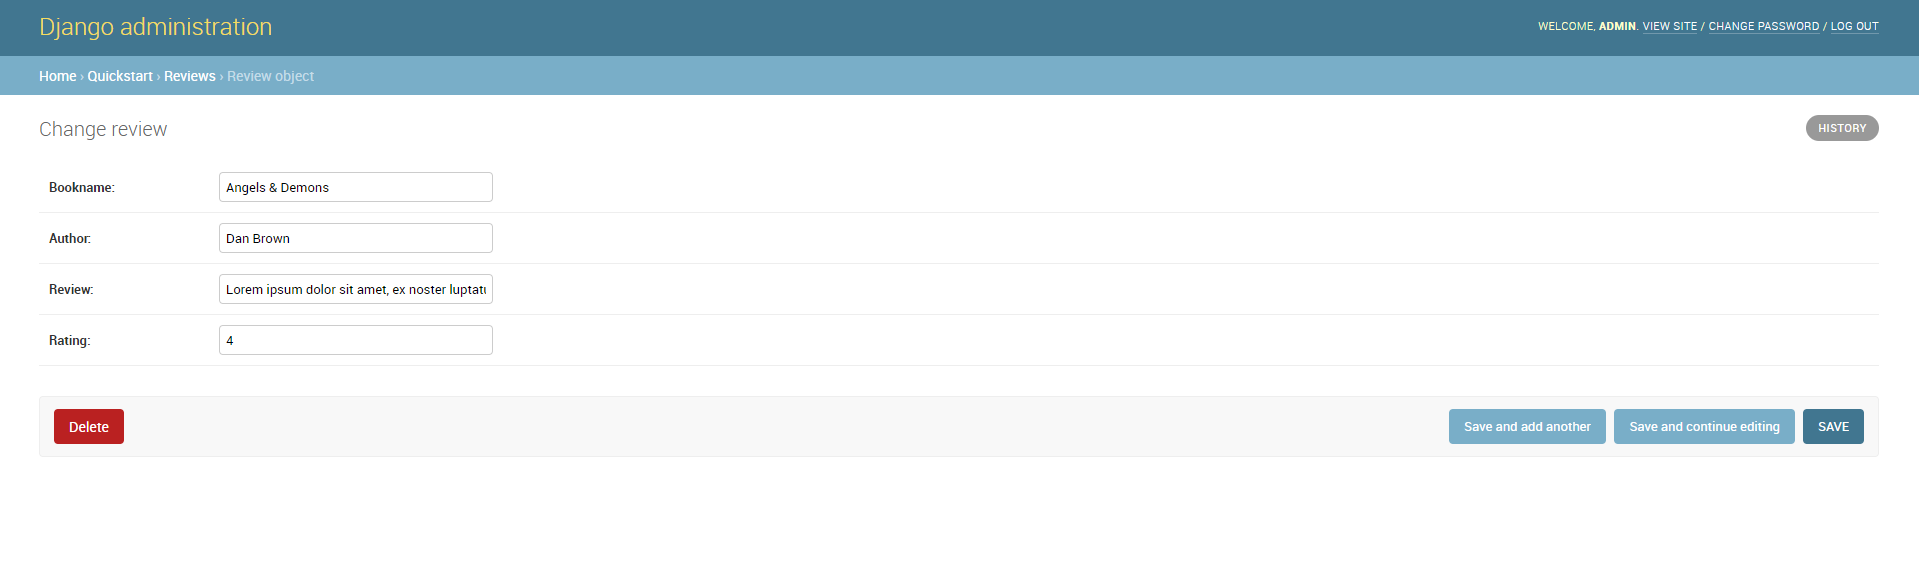 Django administration
WELCOME, ADMIN. VIEW SITE / CHANGE PASSWORD / LOG OUT
Home › Quickstart › Reviews › Review object
Change review
HISTORY
Bookname: Angels & Demons
Author: Dan Brown
Review: Lorem ipsum dolor sit amet, ex noster
Rating: 4
Delete Save and add another Save and continue editing SAVE